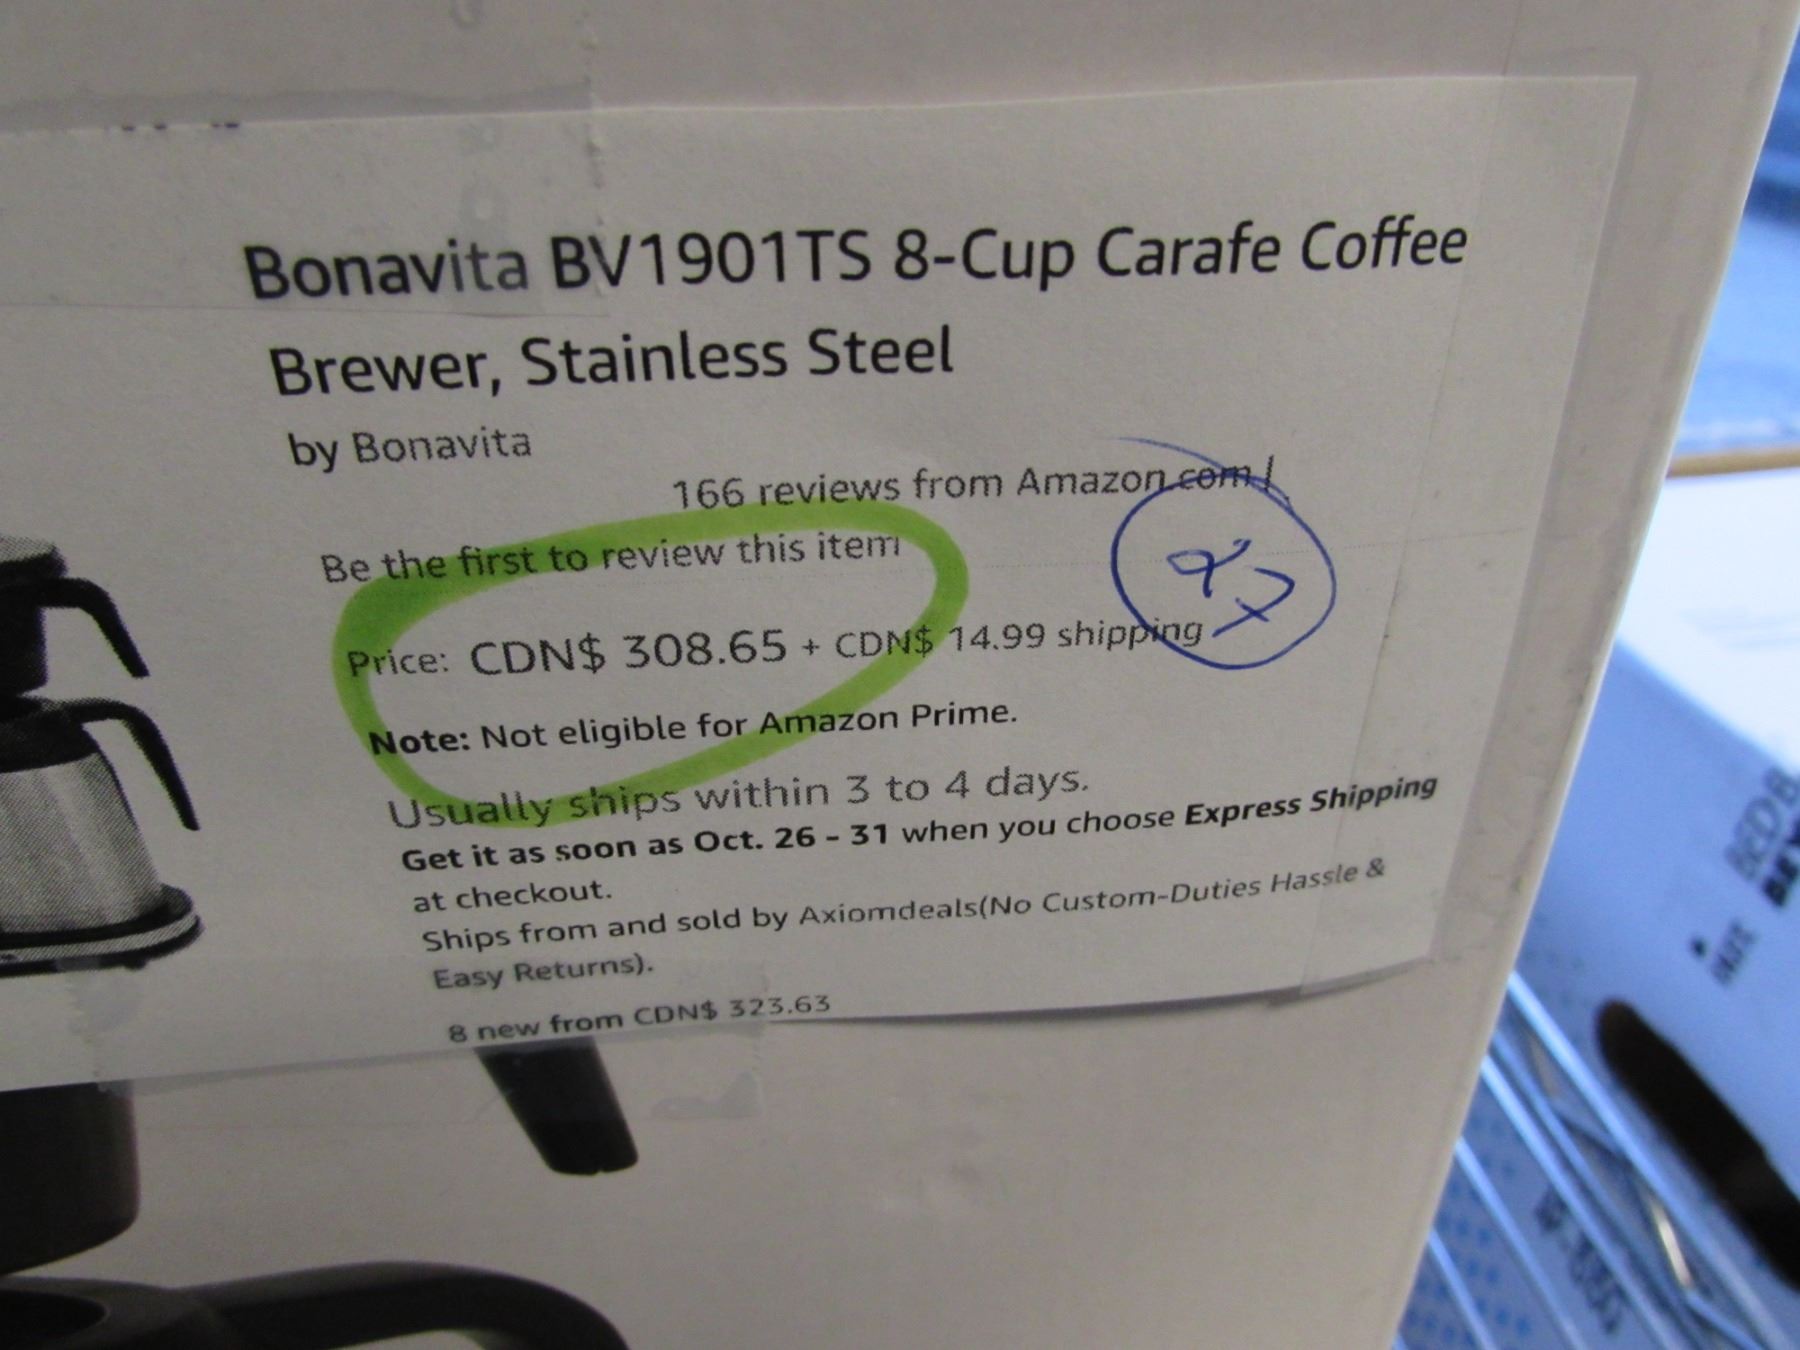 Bonavita BV1901TS 8-Cup Carafe Coffee
Brewer, Stainless Steel
by Bonavita
166 reviews from Amazon.com |
Be the first to review this item
Price: CDN$ 308.65 + CDN$ 14.99 shipping
Note: Not eligible for Amazon Prime.
Usually ships within 3 to 4 days.
Get it as soon as Oct. 26 - 31 when you choose Express Shipping
at checkout.
Ships from and sold by Axiomdeals(No Custom-Duties Hassle &
Easy Returns).
8 new from CDN$ 323.63